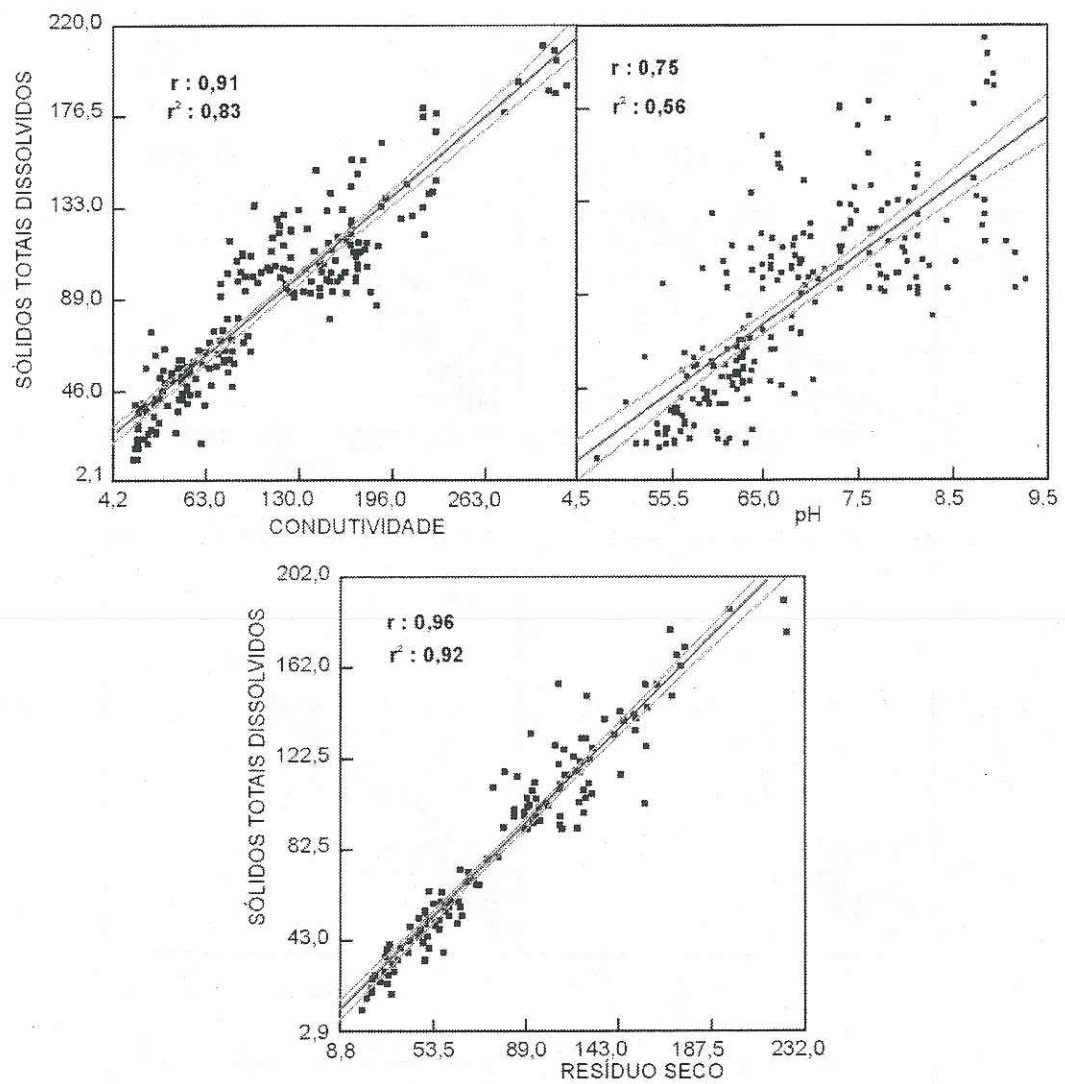 SÓLIDOS TOTAIS DISSOLVIDOS
220,0
176,5
133,0
89,0
46,0
2,1
r : 0,91
r² : 0,83
4,2 63,0 130,0 196,0 263,0
CONDUTIVIDADE
r : 0,75
r² : 0,56
4,5 55,5 65,0 7,5 8,5 9,5
pH
SÓLIDOS TOTAIS DISSOLVIDOS
202,0
162,0
122,5
82,5
43,0
2,9
r : 0,96
r² : 0,92
8,8 53,5 89,0 143,0 187,5 232,0
RESÍDUO SECO